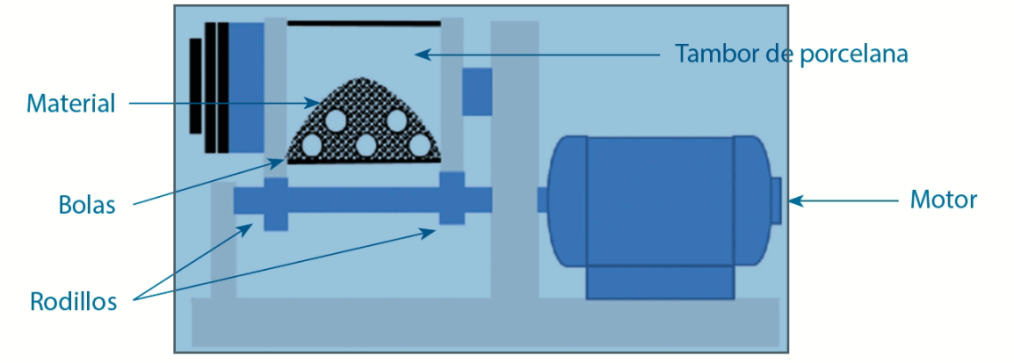 Tambor de porcelana
Material
Bolas
Motor
Rodillos